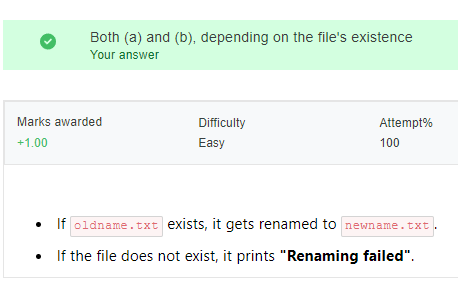 Both (a) and (b), depending on the file's existence
Your answer
Marks awarded
Difficulty
Attempt%
+1.00
Easy
100
• If oldname.txt exists, it gets renamed to newname.txt.
• If the file does not exist, it prints "Renaming failed".